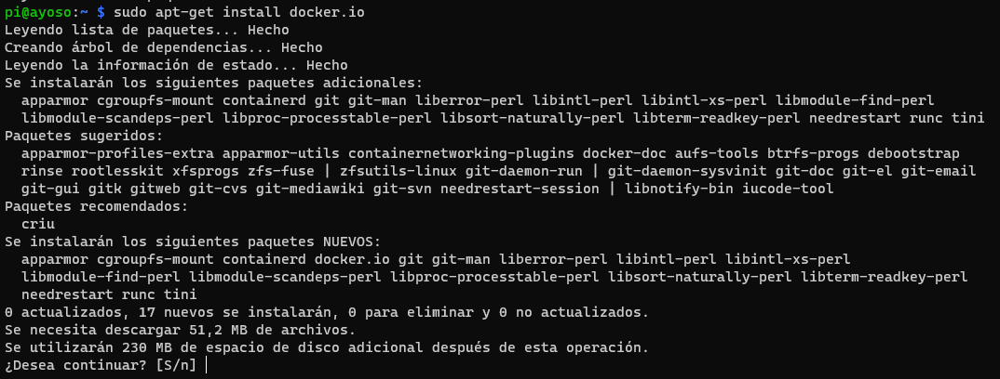 pi@ayoso:~ $ sudo apt-get install docker.io
Leyendo lista de paquetes... Hecho
Creando árbol de dependencias... Hecho
Leyendo la información de estado... Hecho
Se instalarán los siguientes paquetes adicionales:
  apparmor cgroupfs-mount containerd git git-man liberror-perl libintl-perl libintl-xs-perl libmodule-find-perl
  libmodule-scandeps-perl libproc-processtable-perl libsort-naturally-perl libterm-readkey-perl needrestart runc tini
Paquetes sugeridos:
  apparmor-profiles-extra apparmor-utils containernetworking-plugins docker-doc aufs-tools btrfs-progs debootstrap
  rinse rootlesskit xfsprogs zfs-fuse | zfsutils-linux git-daemon-run | git-daemon-sysvinit git-doc git-el git-email
  git-gui gitk gitweb git-cvs git-mediawiki git-svn needrestart-session | libnotify-bin iucode-tool
Paquetes recomendados:
  criu
Se instalarán los siguientes paquetes NUEVOS:
  apparmor cgroupfs-mount containerd docker.io git git-man liberror-perl libintl-perl libintl-xs-perl
  libmodule-find-perl libmodule-scandeps-perl libproc-processtable-perl libsort-naturally-perl libterm-readkey-perl
  needrestart runc tini
0 actualizados, 17 nuevos se instalarán, 0 para eliminar y 0 no actualizados.
Se necesita descargar 51,2 MB de archivos.
Se utilizarán 230 MB de espacio de disco adicional después de esta operación.
¿Desea continuar? [S/n]